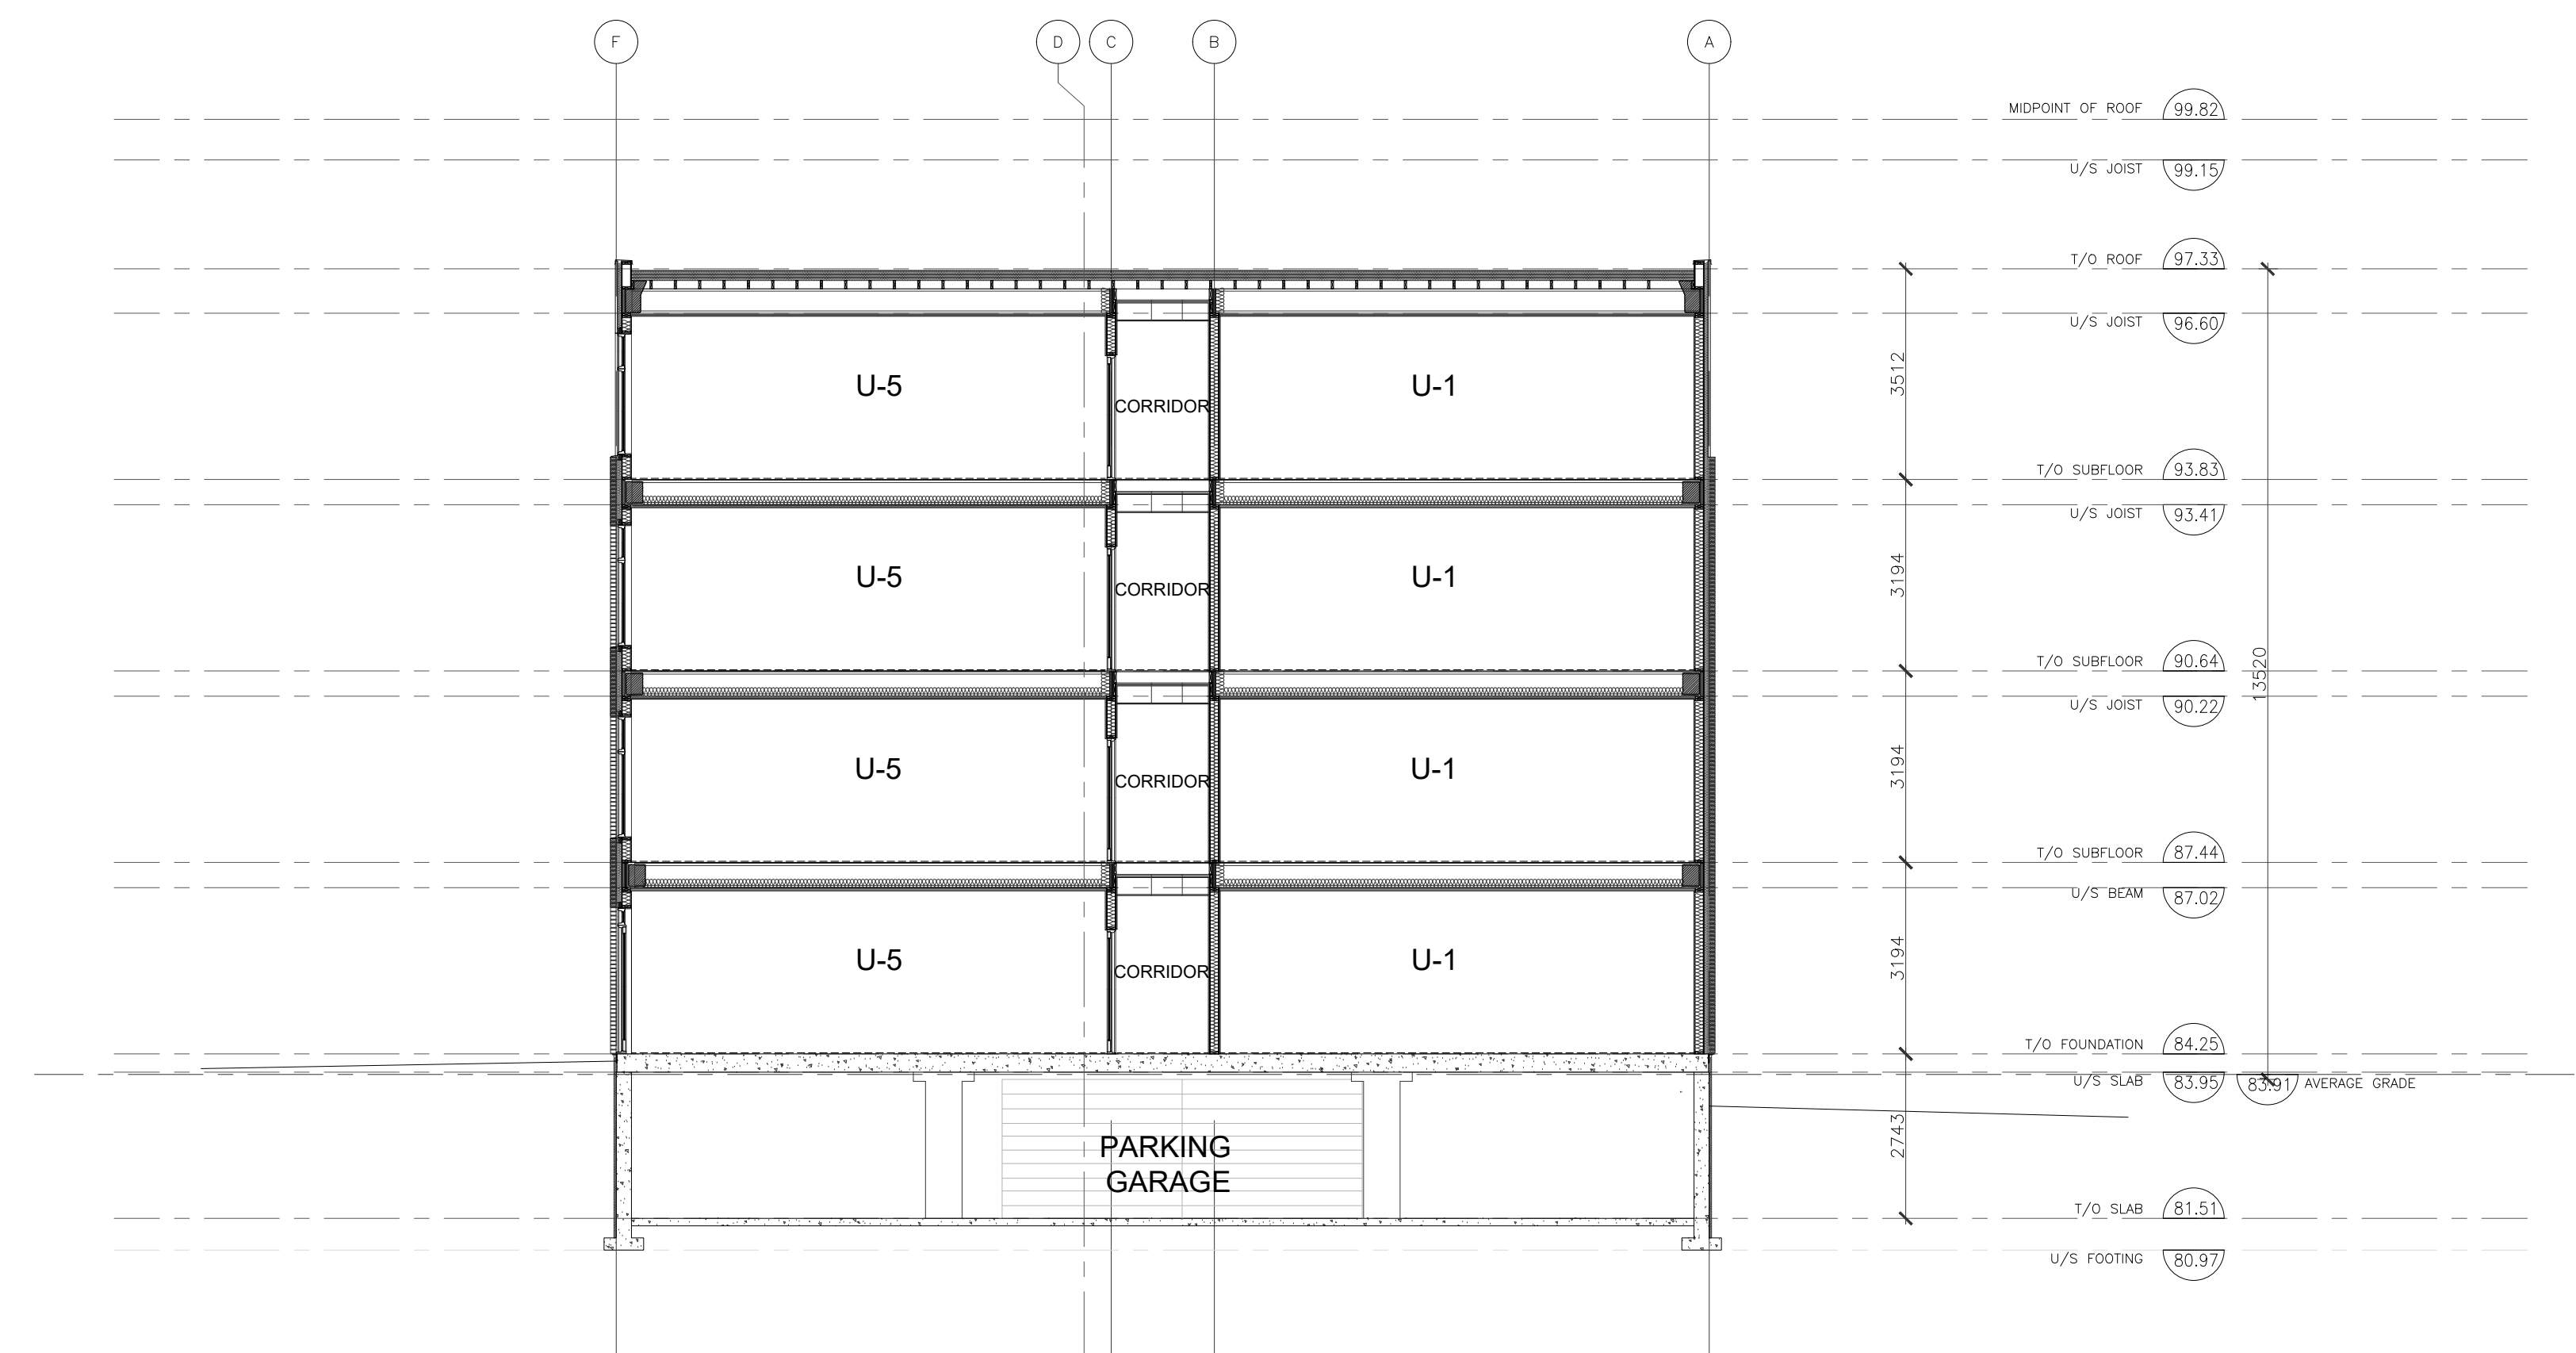 F
D
C
B
A
MIDPOINT OF ROOF 99.82
U/S JOIST 99.15
T/O ROOF 97.33
U/S JOIST 96.60
3512
U-5
CORRIDOR
U-1
T/O SUBFLOOR 93.83
U/S JOIST 93.41
3194
U-5
CORRIDOR
U-1
T/O SUBFLOOR 90.64
13520
U/S JOIST 90.22
3194
U-5
CORRIDOR
U-1
T/O SUBFLOOR 87.44
U/S BEAM 87.02
3194
U-5
CORRIDOR
U-1
T/O FOUNDATION 84.25
U/S SLAB 83.95 83.91 AVERAGE GRADE
2743
PARKING
GARAGE
T/O SLAB 81.51
U/S FOOTING 80.97